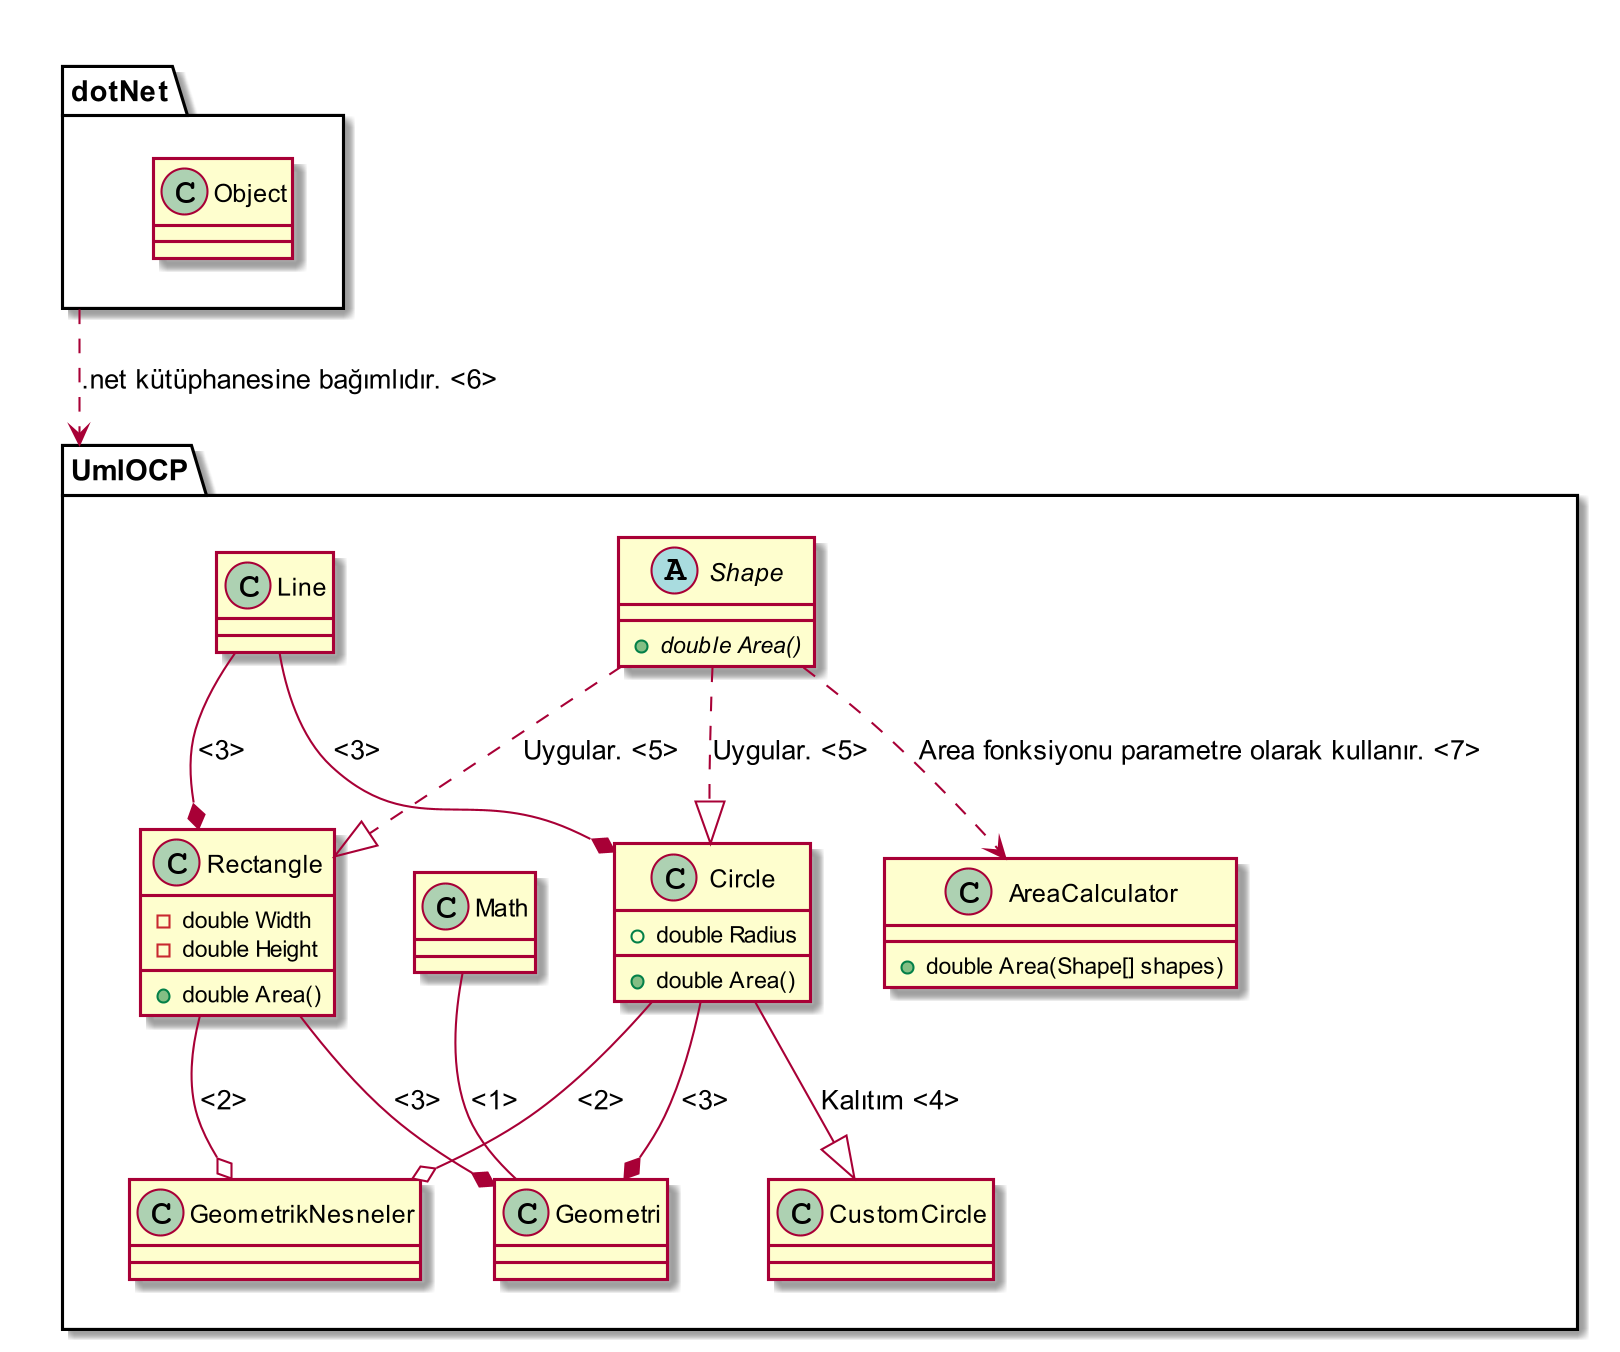 dotNet
C Object
.net kütüphanesine bağımlıdır. <6>
UmlOCP
C Line
A Shape
double Area()
<3>
<3>
Uygular. <5>
Uygular. <5>
Area fonksiyonu parametre olarak kullanır. <7>
C Rectangle
double Width
double Height
double Area()
C Math
C Circle
double Radius
double Area()
C AreaCalculator
double Area(Shape[] shapes)
<2>
<3>
<1>
<2>
<3>
Kalıtım <4>
C GeometrikNesneler
C Geometri
C CustomCircle